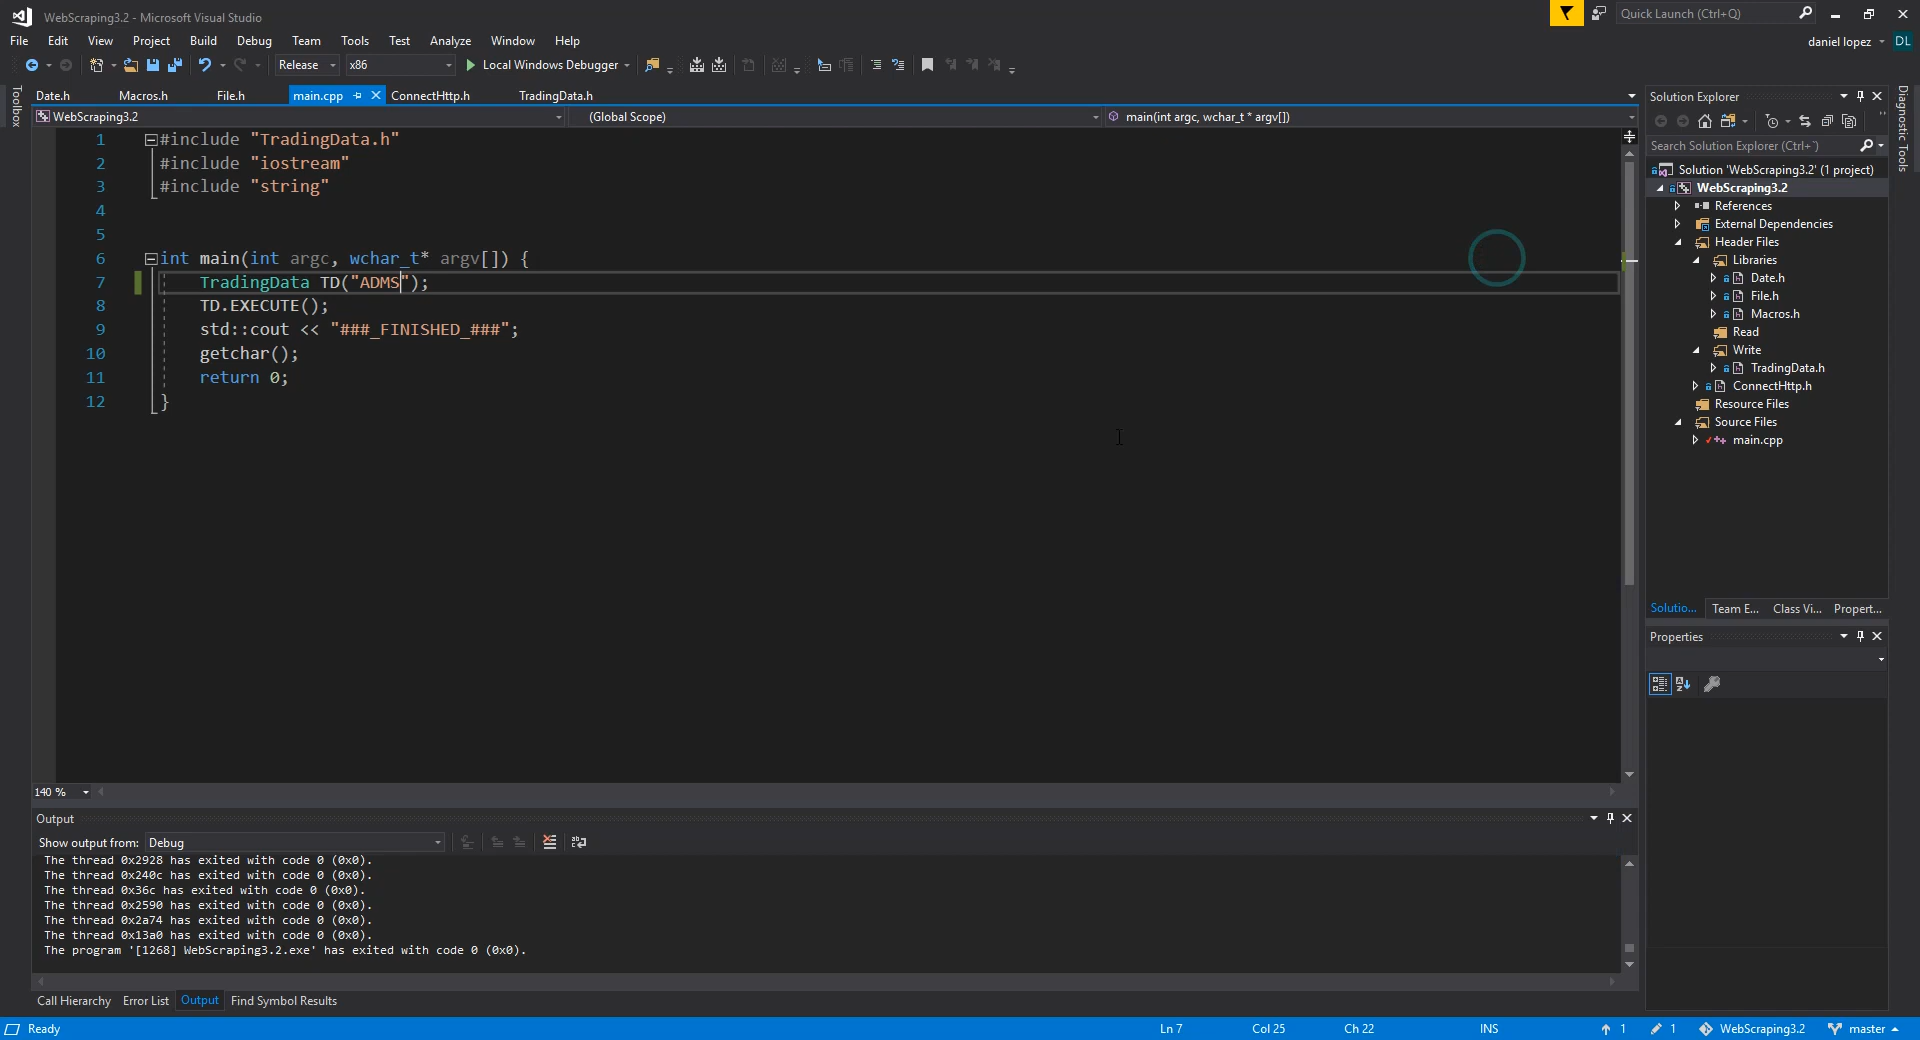 WebScraping3.2 - Microsoft Visual Studio
Quick Launch (Ctrl+Q)
File Edit View Project Build Debug Team Tools Test Analyze Window Help
daniel lopez DL
Release x86 Local Windows Debugger
Toolbox
Date.h Macros.h File.h main.cpp ConnectHttp.h TradingData.h
WebScraping3.2 (Global Scope) main(int argc, wchar_t * argv[])
1 #include "TradingData.h"
2 #include "iostream"
3 #include "string"
4
5
6 int main(int argc, wchar_t* argv[]) {
7 TradingData TD("ADMS");
8 TD.EXECUTE();
9 std::cout << "###_FINISHED_###";
10 getchar();
11 return 0;
12 }
140 %
Output
Show output from: Debug
The thread 0x2928 has exited with code 0 (0x0).
The thread 0x240c has exited with code 0 (0x0).
The thread 0x36c has exited with code 0 (0x0).
The thread 0x2590 has exited with code 0 (0x0).
The thread 0x2a74 has exited with code 0 (0x0).
The thread 0x13a0 has exited with code 0 (0x0).
The program '[1268] WebScraping3.2.exe' has exited with code 0 (0x0).
Call Hierarchy Error List Output Find Symbol Results
Solution Explorer
Search Solution Explorer (Ctrl+¨)
Solution 'WebScraping3.2' (1 project)
WebScraping3.2
References
External Dependencies
Header Files
Libraries
Date.h
File.h
Macros.h
Read
Write
TradingData.h
ConnectHttp.h
Resource Files
Source Files
main.cpp
Solutio... Team E... Class Vi... Propert...
Properties
Diagnostic Tools
Ready Ln 7 Col 25 Ch 22 INS 1 1 WebScraping3.2 master